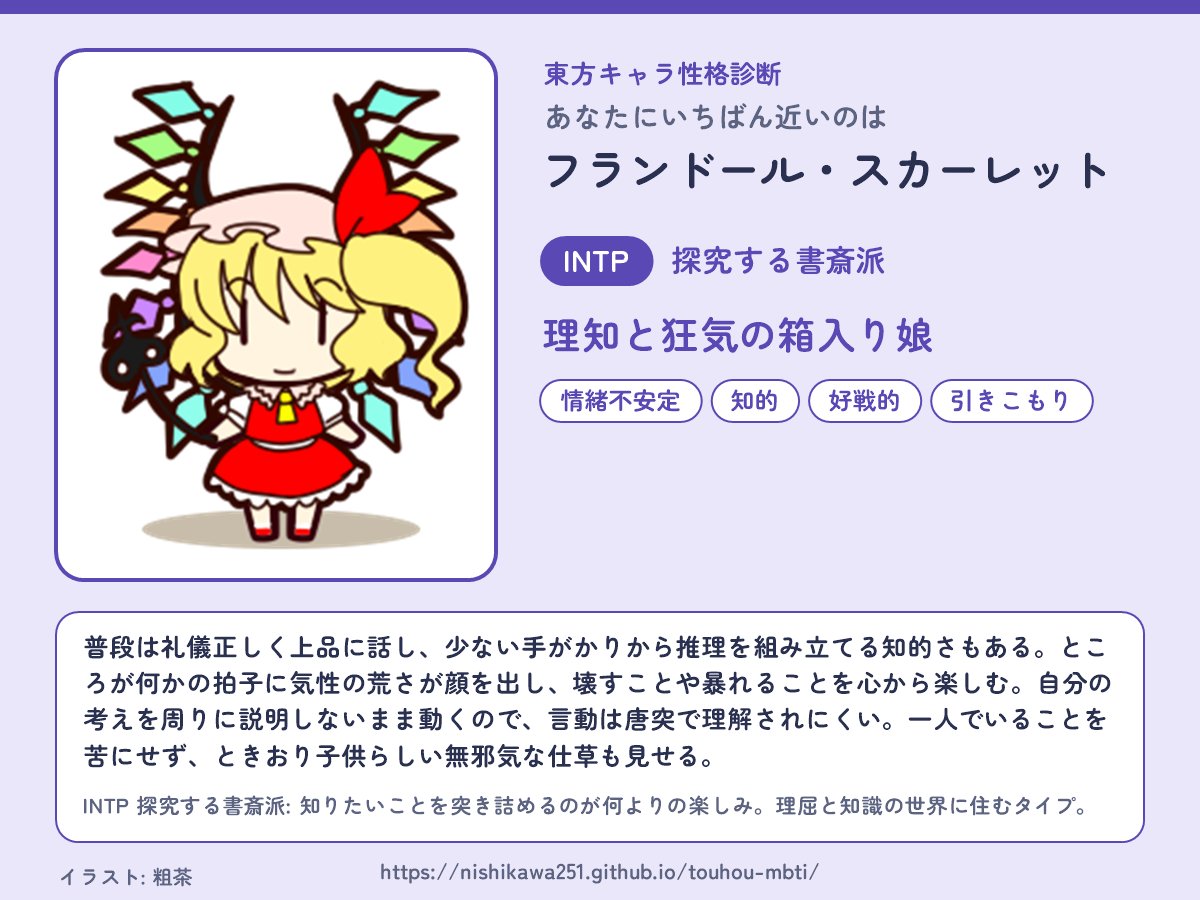 東方キャラ性格診断
あなたにいちばん近いのは
フランドール・スカーレット
INTP 探究する書斎派
理知と狂気の箱入り娘
情緒不安定 知的 好戦的 引きこもり
普段は礼儀正しく上品に話し、少ない手がかりから推理を組み立てる知的さもある。とこ
ろが何かの拍子に気性の荒さが顔を出し、壊すことや暴れることを心から楽しむ。自分の
考えを周りに説明しないまま動くので、言動は唐突で理解されにくい。一人でいることを
苦にせず、ときおり子供らしい無邪気な仕草も見せる。
INTP 探究する書斎派: 知りたいことを突き詰めるのが何よりの楽しみ。理屈と知識の世界に住むタイプ。
イラスト: 粗茶
https://nishikawa251.github.io/touhou-mbti/